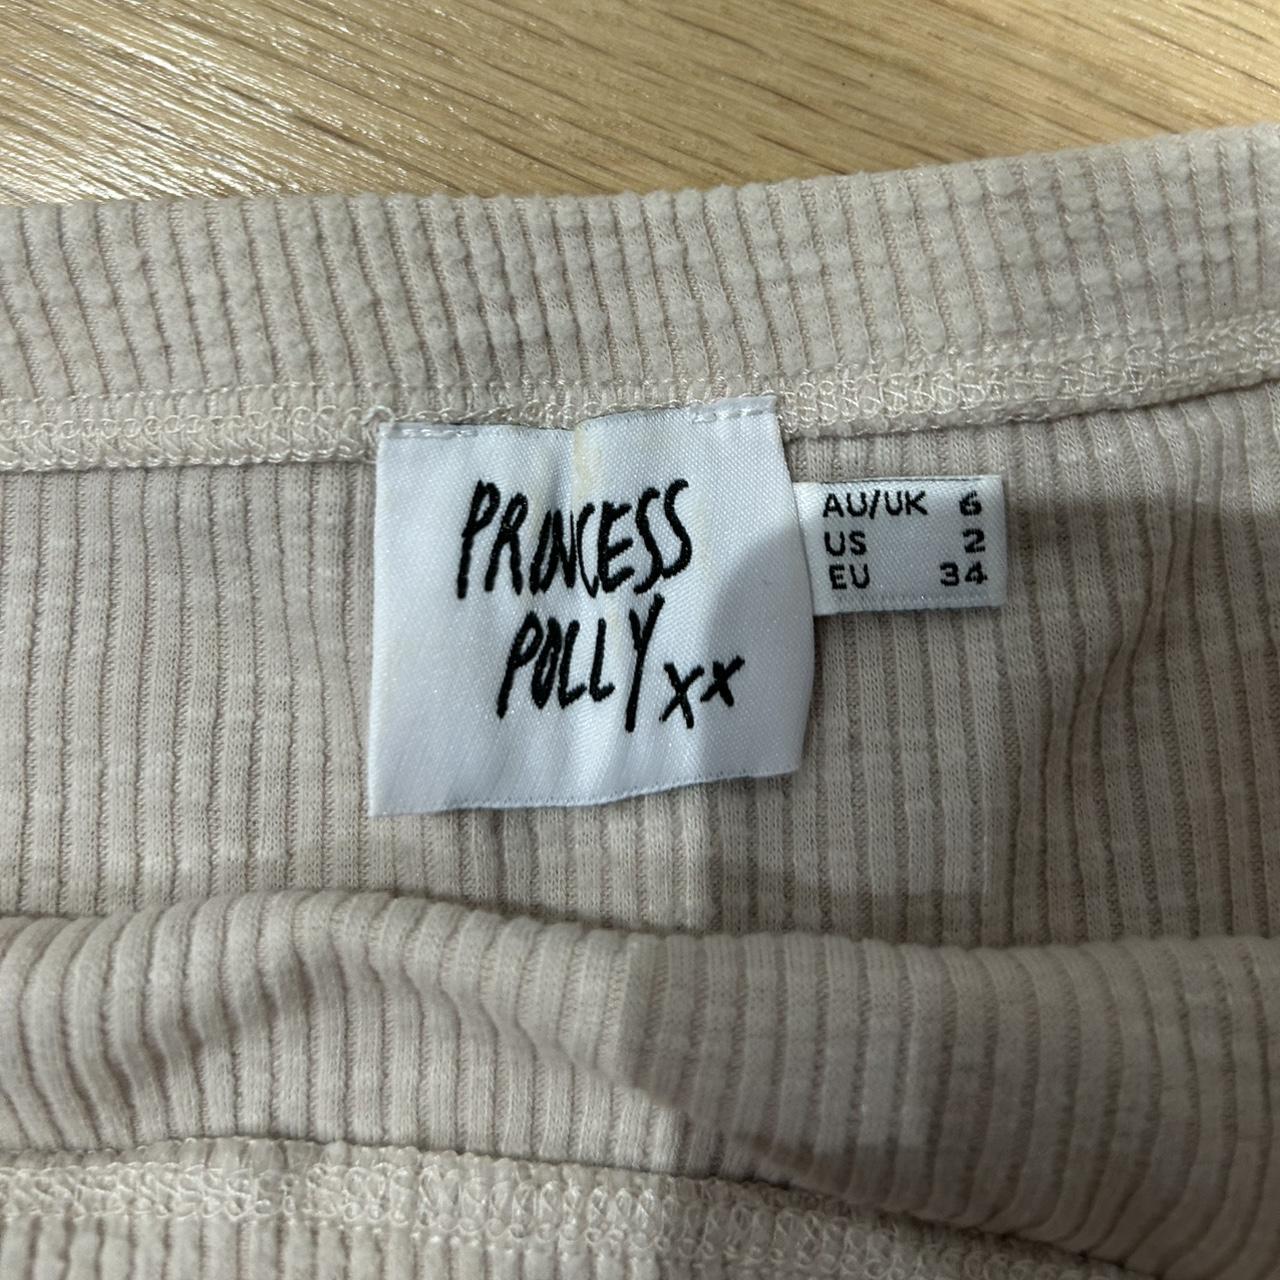 PRINCESS
POLLY xx
AU/UK 6
US 2
EU 34